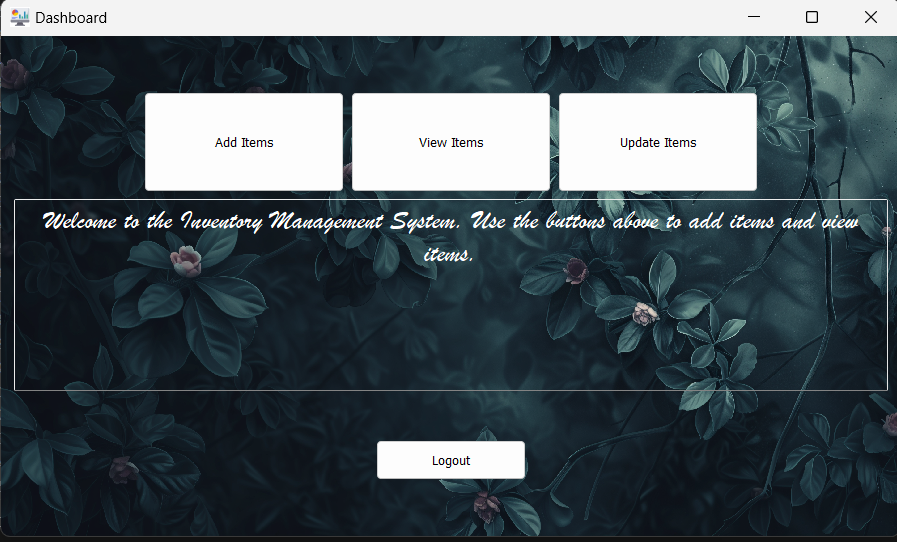 Dashboard
Add Items
View Items
Update Items
Welcome to the Inventory Management System. Use the buttons above to add items and view
items.
Logout